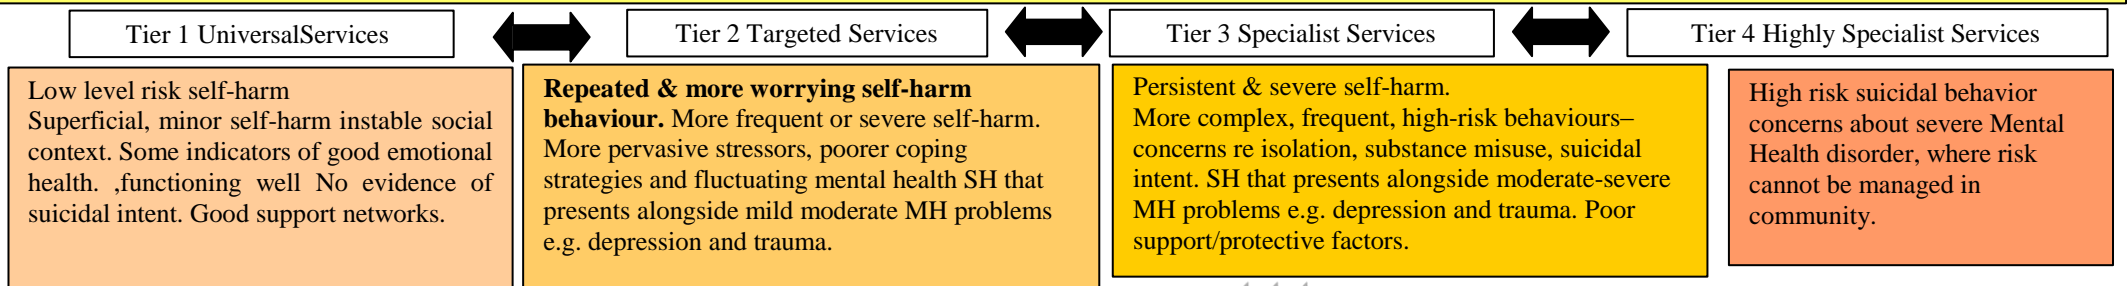 Tier 1 UniversalServices
Tier 2 Targeted Services
Tier 3 Specialist Services
Tier 4 Highly Specialist Services
Low level risk self-harm
Superficial, minor self-harm instable social
context. Some indicators of good emotional
health. ,functioning well No evidence of
suicidal intent. Good support networks.
Repeated & more worrying self-harm
behaviour. More frequent or severe self-harm.
More pervasive stressors, poorer coping
strategies and fluctuating mental health SH that
presents alongside mild moderate MH problems
e.g. depression and trauma.
Persistent & severe self-harm.
More complex, frequent, high-risk behaviours–
concerns re isolation, substance misuse, suicidal
intent. SH that presents alongside moderate-severe
MH problems e.g. depression and trauma. Poor
support/protective factors.
High risk suicidal behavior
concerns about severe Mental
Health disorder, where risk
cannot be managed in
community.